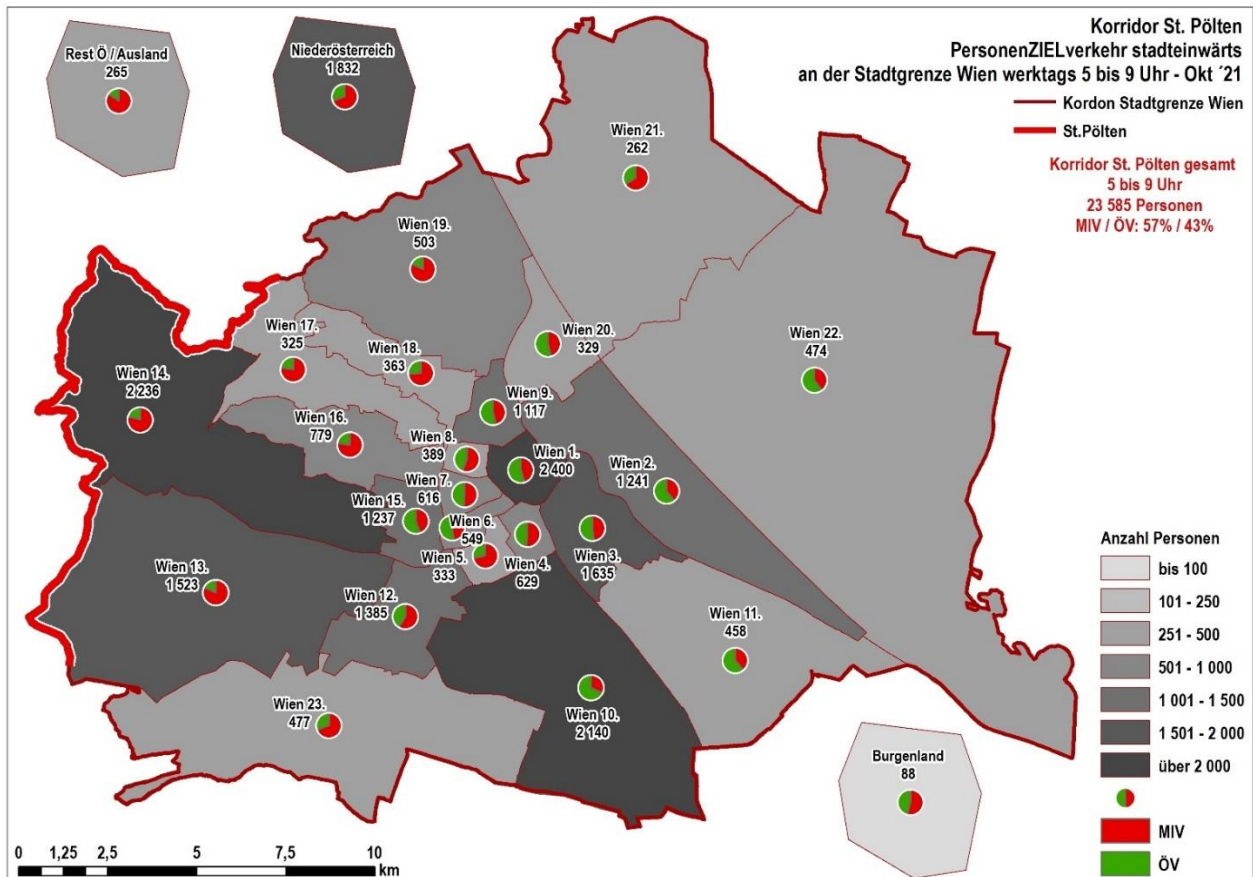 Korridor St. Pölten
PersonenZIELverkehr stadteinwärts
an der Stadtgrenze Wien werktags 5 bis 9 Uhr - Okt ´21
Kordon Stadtgrenze Wien
St.Pölten
Korridor St. Pölten gesamt
5 bis 9 Uhr
23 585 Personen
MIV / ÖV: 57% / 43%
Rest Ö / Ausland
265
Niederösterreich
1 832
Wien 21.
262
Wien 19.
503
Wien 20.
329
Wien 22.
474
Wien 17.
325
Wien 18.
363
Wien 14.
2 236
Wien 9.
1 117
Wien 16.
779
Wien 8.
389
Wien 1.
2 400
Wien 2.
1 241
Wien 7.
616
Wien 15.
1 237
Wien 6.
549
Wien 5.
333
Wien 4.
629
Wien 3.
1 635
Wien 13.
1 523
Wien 12.
1 385
Wien 11.
458
Wien 23.
477
Wien 10.
2 140
Burgenland
88
Anzahl Personen
bis 100
101 - 250
251 - 500
501 - 1 000
1 001 - 1 500
1 501 - 2 000
über 2 000
MIV
ÖV
0 1,25 2,5 5 7,5 10
km